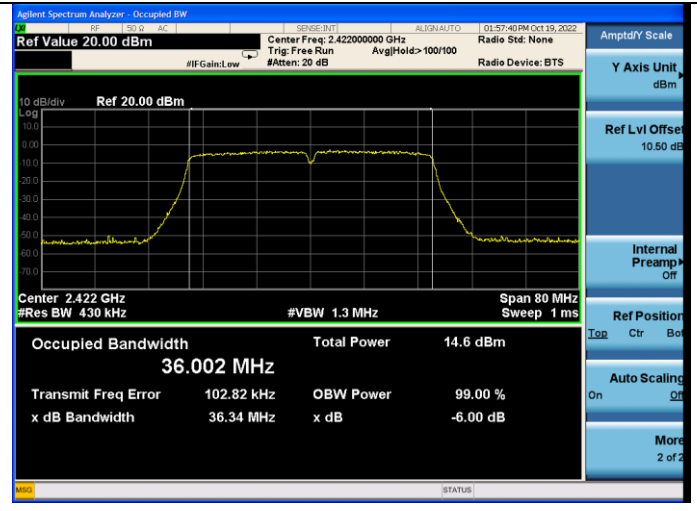 Agilent Spectrum Analyzer - Occupied BW
RF 50 Ω AC SENSE:INT ALIGN AUTO 01:57:40 PM Oct 19, 2022
Ref Value 20.00 dBm
Center Freq: 2.422000000 GHz
Radio Std: None
Trig: Free Run Avg|Hold:> 100/100
#IFGain:Low #Atten: 20 dB Radio Device: BTS
10 dB/div Ref 20.00 dBm
Log
10.0
0.00
-10.0
-20.0
-30.0
-40.0
-50.0
-60.0
-70.0
Center 2.422 GHz Span 80 MHz
#Res BW 430 kHz #VBW 1.3 MHz Sweep 1 ms
Occupied Bandwidth Total Power 14.6 dBm
36.002 MHz
Transmit Freq Error 102.82 kHz OBW Power 99.00 %
x dB Bandwidth 36.34 MHz x dB -6.00 dB
Amptd/Y Scale
Y Axis Unit
dBm
Ref Lvl Offset
10.50 dB
Internal
Preamp
Off
Ref Position
Top Ctr Bot
Auto Scaling
On Off
More
2 of 2
MSG STATUS